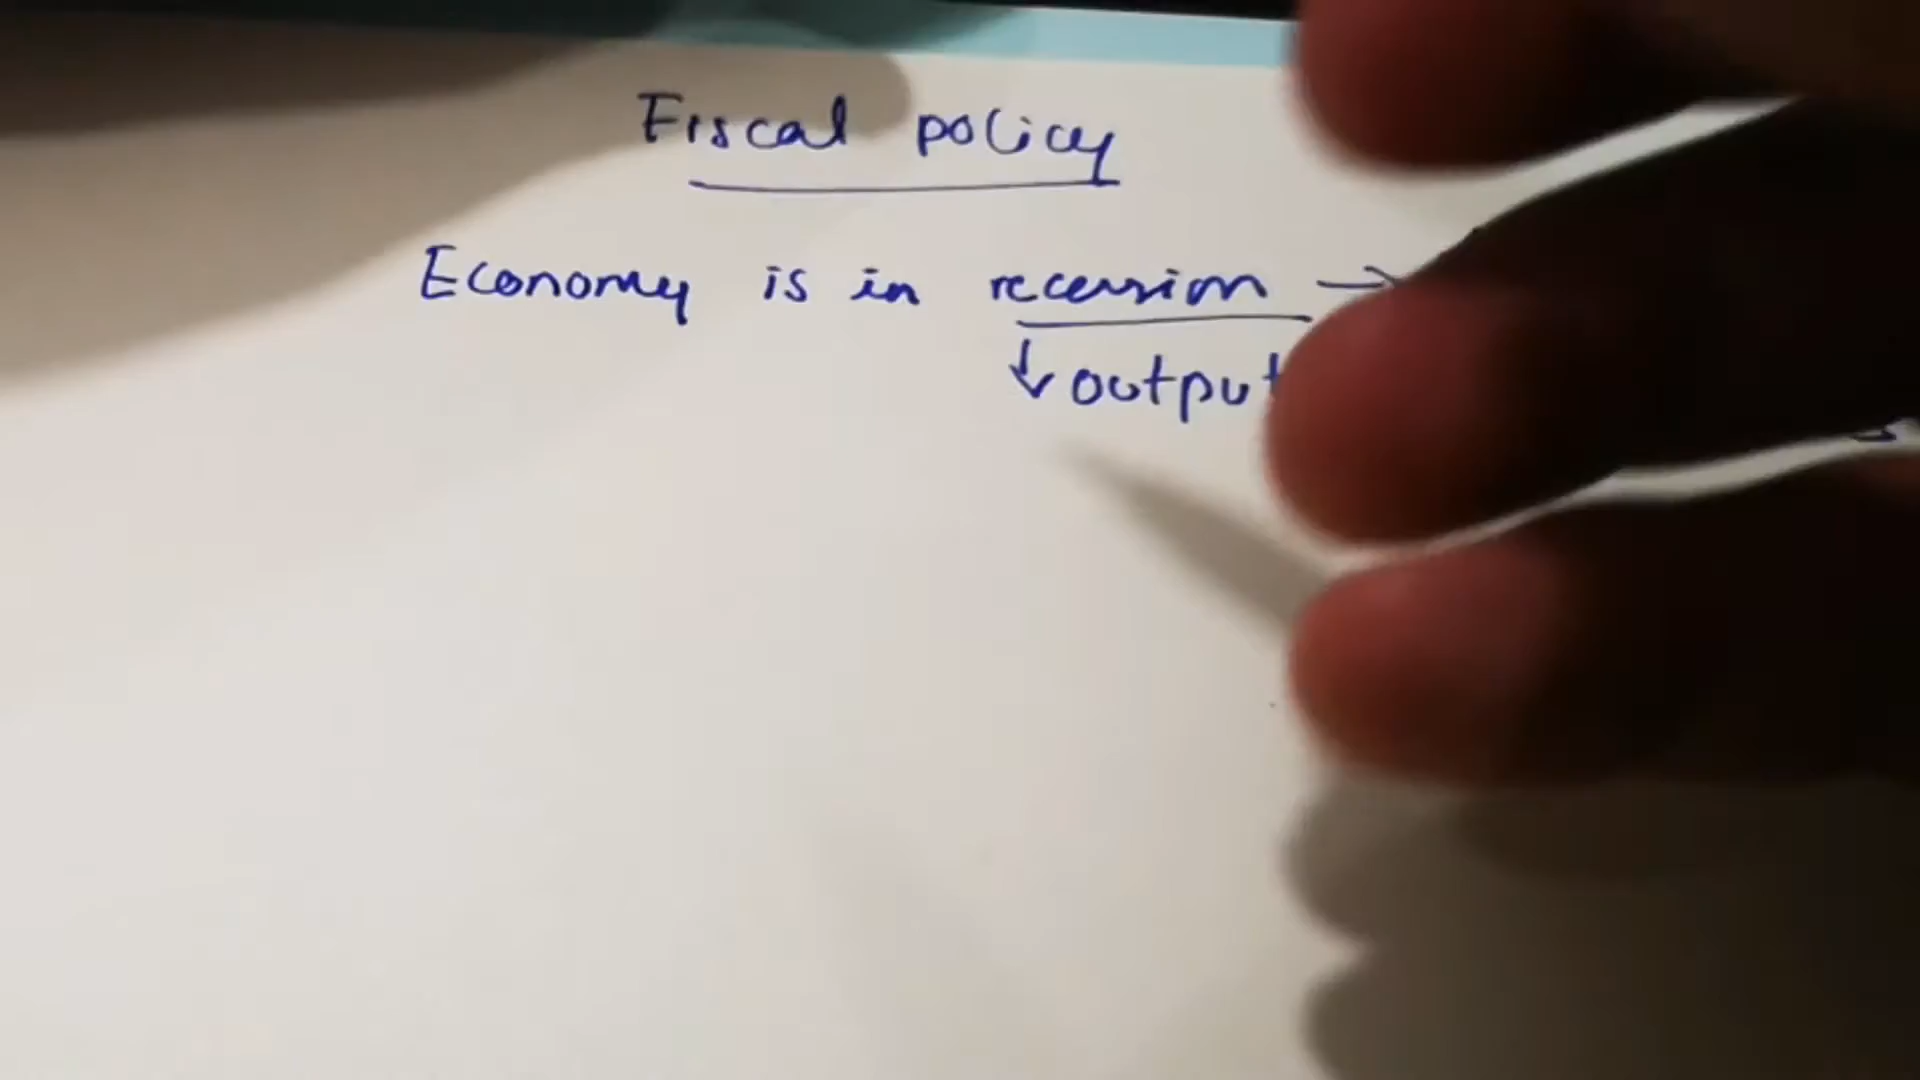 Fiscal policy
Economy is in recession →
↓ output